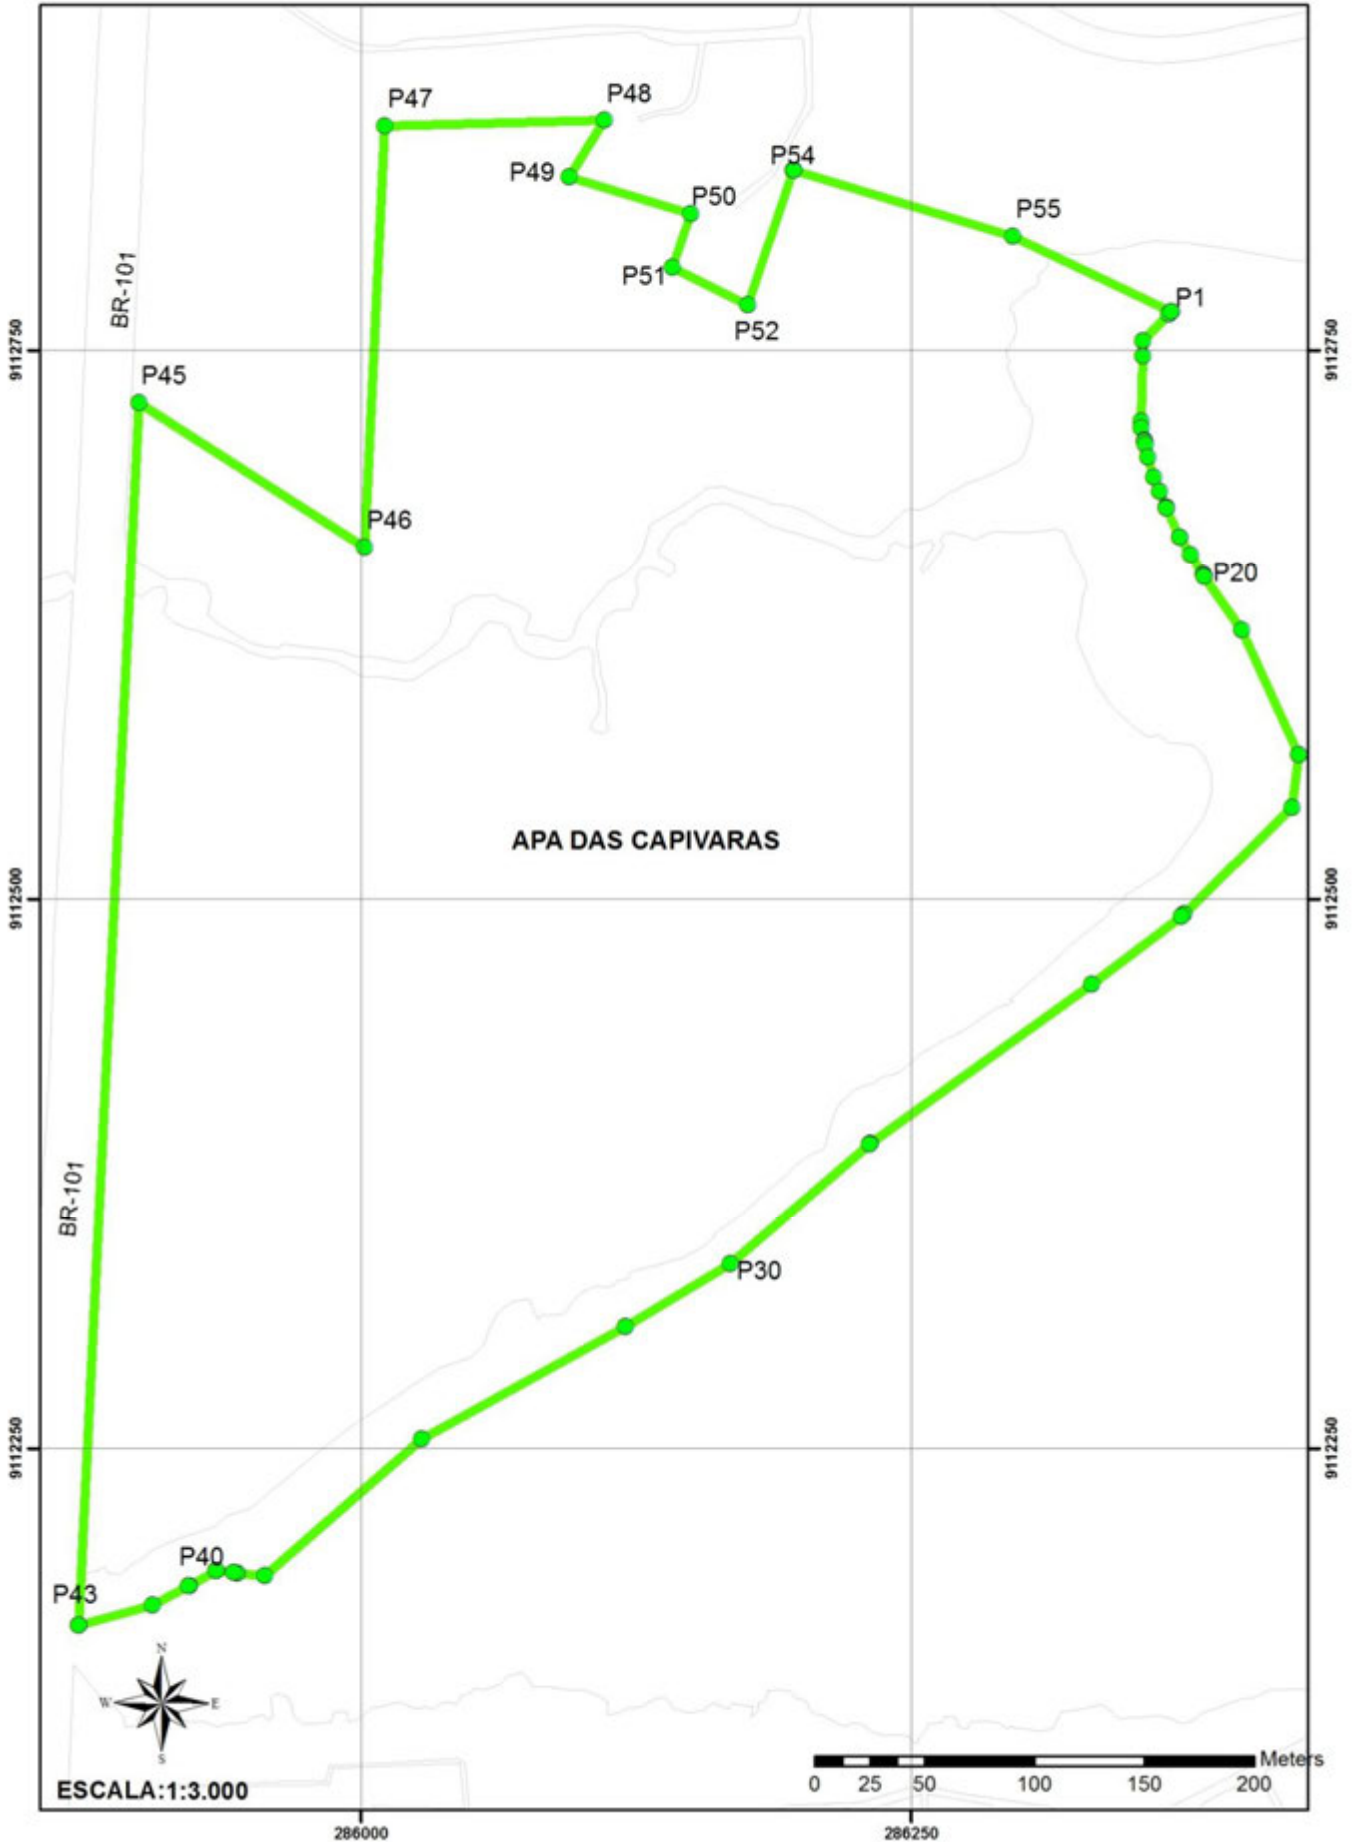 P47
P48
P49
P50
P54
P55
P51
P52
P1
BR-101
9112750
9112750
P45
P46
P20
APA DAS CAPIVARAS
9112500
9112500
BR-101
P30
9112250
9112250
P40
P43
N
W
E
S
Meters
0 25 50 100 150 200
ESCALA:1:3.000
286000
286250